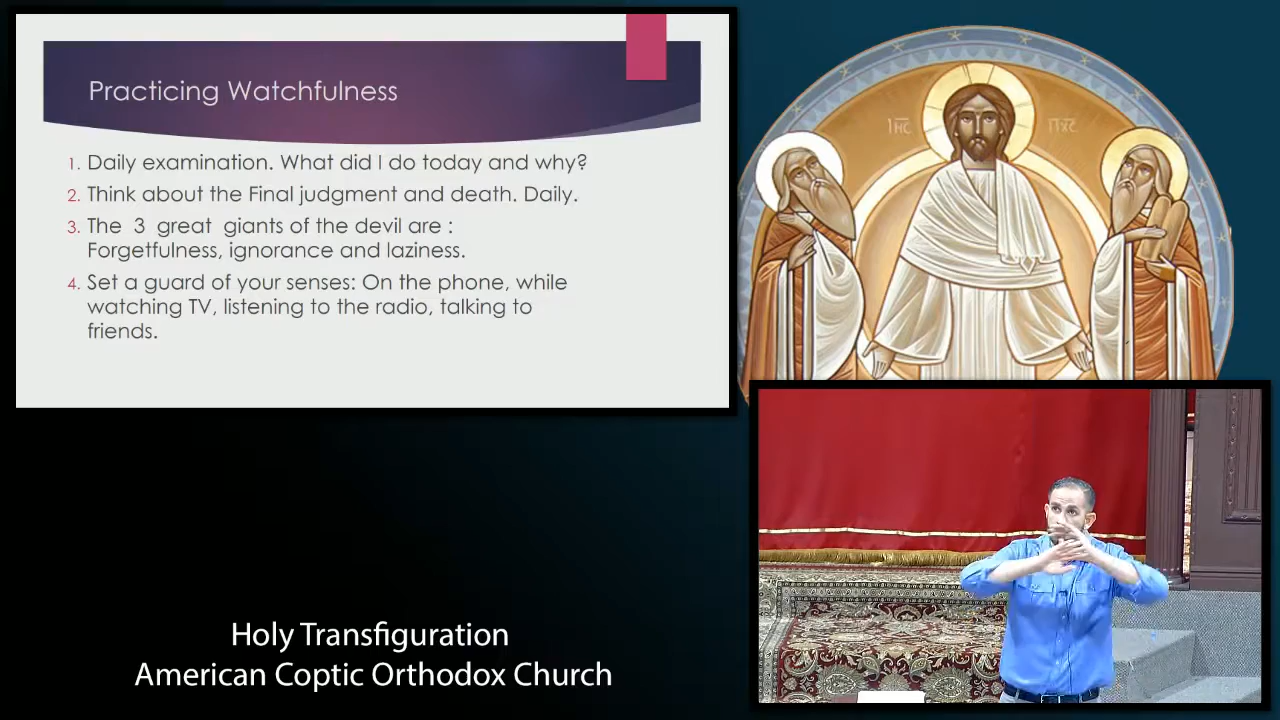 Practicing Watchfulness
1. Daily examination. What did I do today and why?
2. Think about the Final judgment and death. Daily.
3. The 3 great giants of the devil are :
Forgetfulness, ignorance and laziness.
4. Set a guard of your senses: On the phone, while
watching TV, listening to the radio, talking to
friends.
Holy Transfiguration
American Coptic Orthodox Church